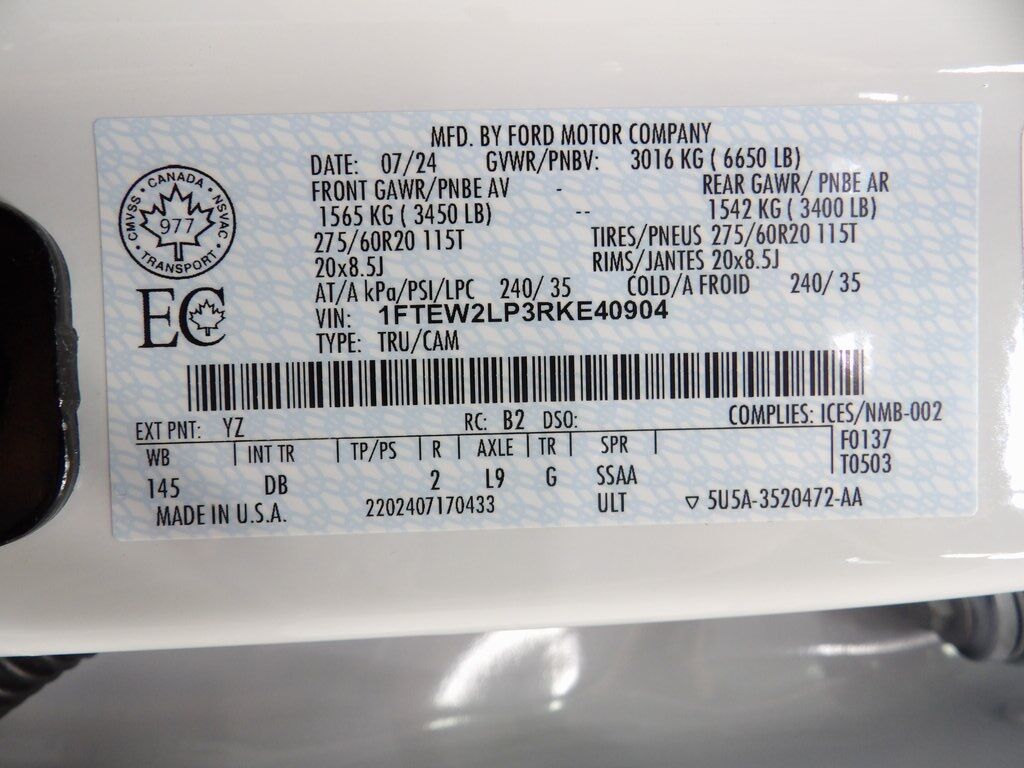 MFD. BY FORD MOTOR COMPANY
DATE: 07/24 GVWR/PNBV: 3016 KG ( 6650 LB)
FRONT GAWR/PNBE AV - REAR GAWR/ PNBE AR
1565 KG ( 3450 LB) -- 1542 KG ( 3400 LB)
275/60R20 115T TIRES/PNEUS 275/60R20 115T
20x8.5J RIMS/JANTES 20x8.5J
AT/A kPa/PSI/LPC 240/ 35 COLD/A FROID 240/ 35
VIN: 1FTEW2LP3RKE40904
TYPE: TRU/CAM
CANADA
CMVSS · NSVAC
977
TRANSPORT
EC
EXT PNT: YZ RC: B2 DSO: COMPLIES: ICES/NMB-002
WB | INT TR | TP/PS | R | AXLE | TR | SPR | F0137
145 DB 2 L9 G SSAA T0503
MADE IN U.S.A. 2202407170433 ULT ▽ 5U5A-3520472-AA